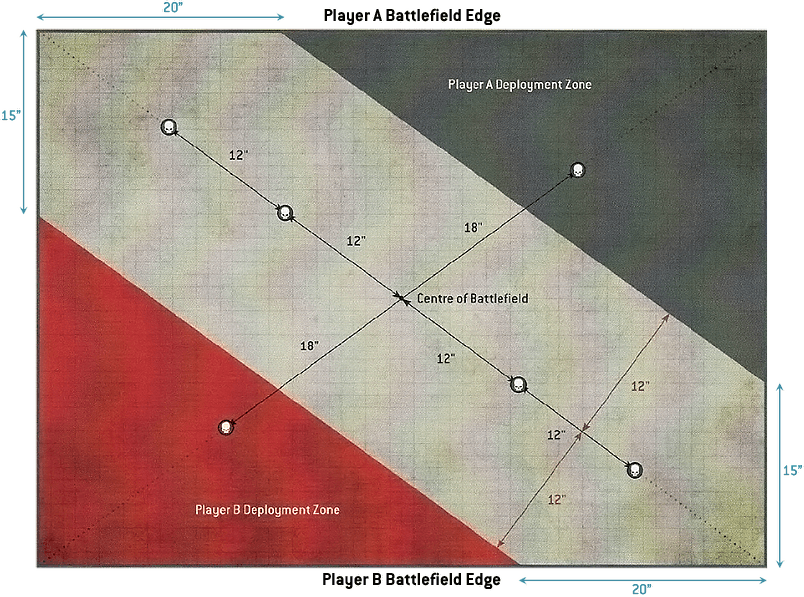 20"
Player A Battlefield Edge
Player A Deployment Zone
15"
12"
12"
18"
Centre of Battlefield
18"
12"
12"
12"
12"
15"
Player B Deployment Zone
Player B Battlefield Edge
20"